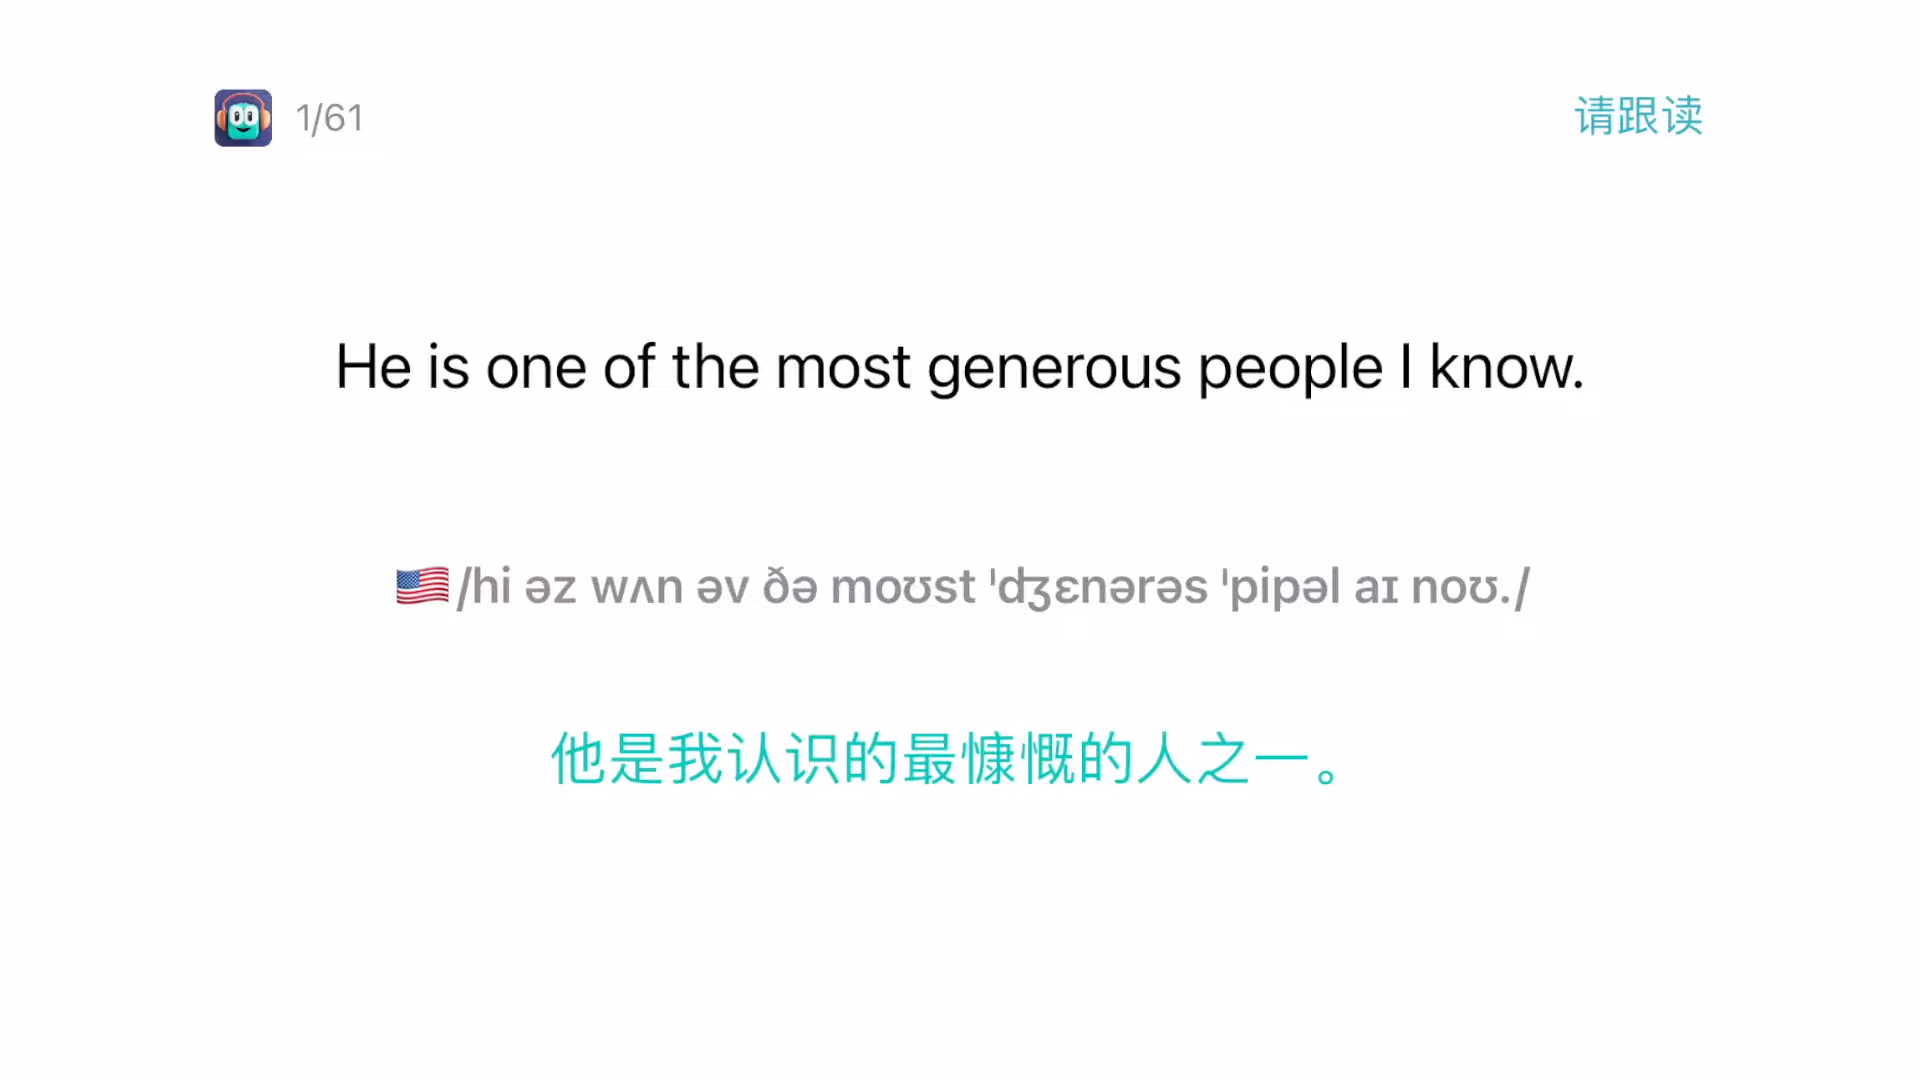 1/61
请跟读
He is one of the most generous people I know.
/hi əz wʌn əv ðə moʊst ˈʤɛnərəs ˈpipəl aɪ noʊ./
他是我认识的最慷慨的人之一。